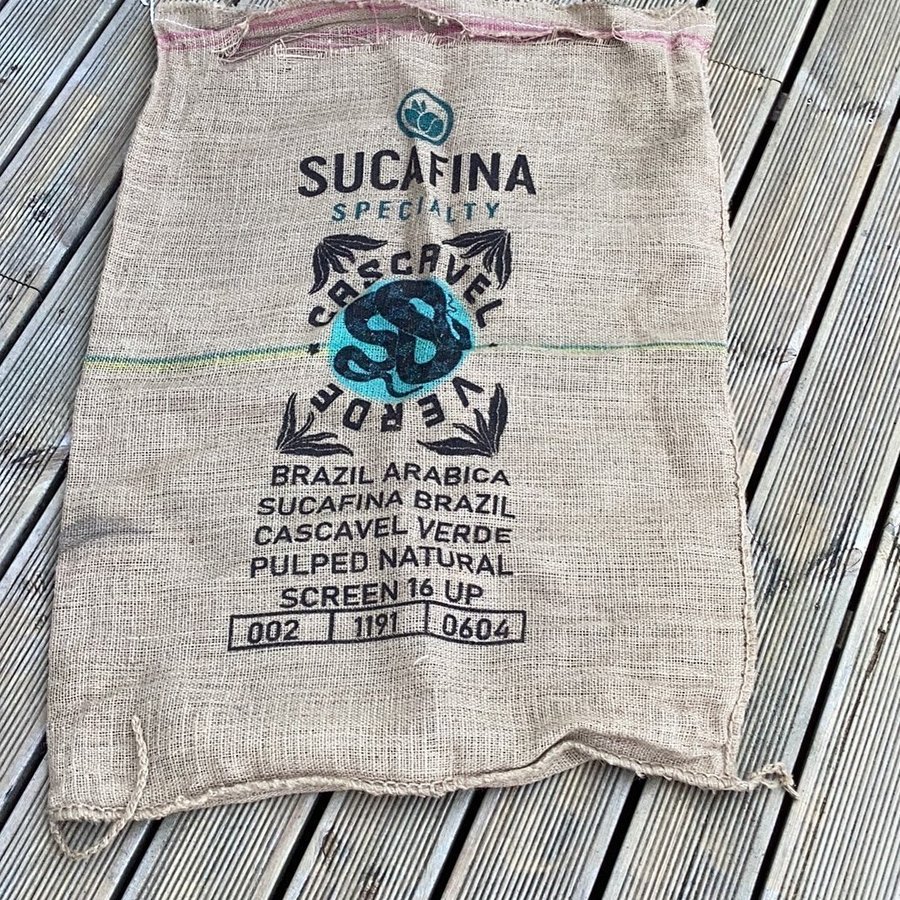 SUCAFINA
SPECIALTY
CASCAVEL
VERDE
BRAZIL ARABICA
SUCAFINA BRAZIL
CASCAVEL VERDE
PULPED NATURAL
SCREEN 16 UP
002 1191 0604